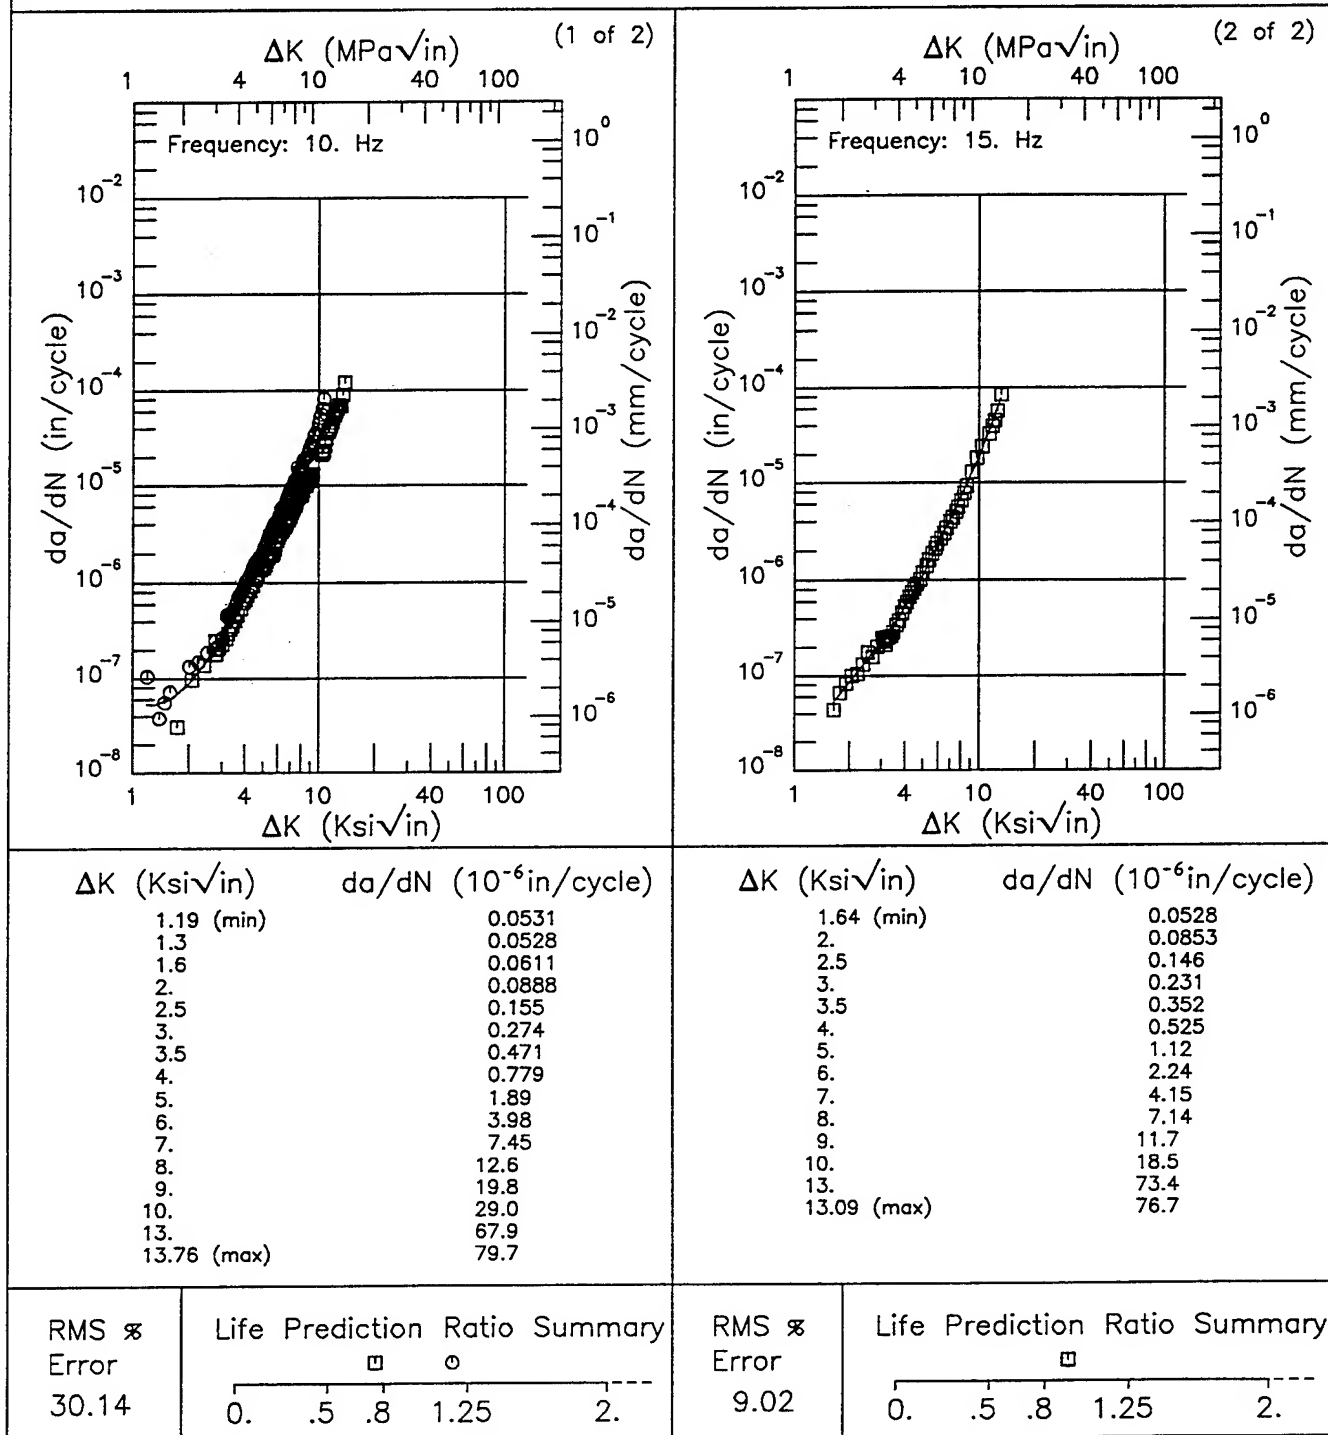 (1 of 2)
ΔK (MPa√in)
1 4 10 40 100
Frequency: 10. Hz
10⁰
10⁻²
10⁻¹
10⁻³
10⁻²
10⁻⁴
10⁻³
10⁻⁵
10⁻⁴
10⁻⁶
10⁻⁵
10⁻⁷
10⁻⁶
10⁻⁸
da/dN (in/cycle)
da/dN (mm/cycle)
1 4 10 40 100
ΔK (Ksi√in)
(2 of 2)
ΔK (MPa√in)
1 4 10 40 100
Frequency: 15. Hz
10⁰
10⁻²
10⁻¹
10⁻³
10⁻²
10⁻⁴
10⁻³
10⁻⁵
10⁻⁴
10⁻⁶
10⁻⁵
10⁻⁷
10⁻⁶
10⁻⁸
da/dN (in/cycle)
da/dN (mm/cycle)
1 4 10 40 100
ΔK (Ksi√in)
ΔK (Ksi√in) da/dN (10⁻⁶in/cycle)
1.19 (min) 0.0531
1.3 0.0528
1.6 0.0611
2. 0.0888
2.5 0.155
3. 0.274
3.5 0.471
4. 0.779
5. 1.89
6. 3.98
7. 7.45
8. 12.6
9. 19.8
10. 29.0
13. 67.9
13.76 (max) 79.7
ΔK (Ksi√in) da/dN (10⁻⁶in/cycle)
1.64 (min) 0.0528
2. 0.0853
2.5 0.146
3. 0.231
3.5 0.352
4. 0.525
5. 1.12
6. 2.24
7. 4.15
8. 7.14
9. 11.7
10. 18.5
13. 73.4
13.09 (max) 76.7
RMS %
Error
30.14
Life Prediction Ratio Summary
0. .5 .8 1.25 2.
RMS %
Error
9.02
Life Prediction Ratio Summary
0. .5 .8 1.25 2.